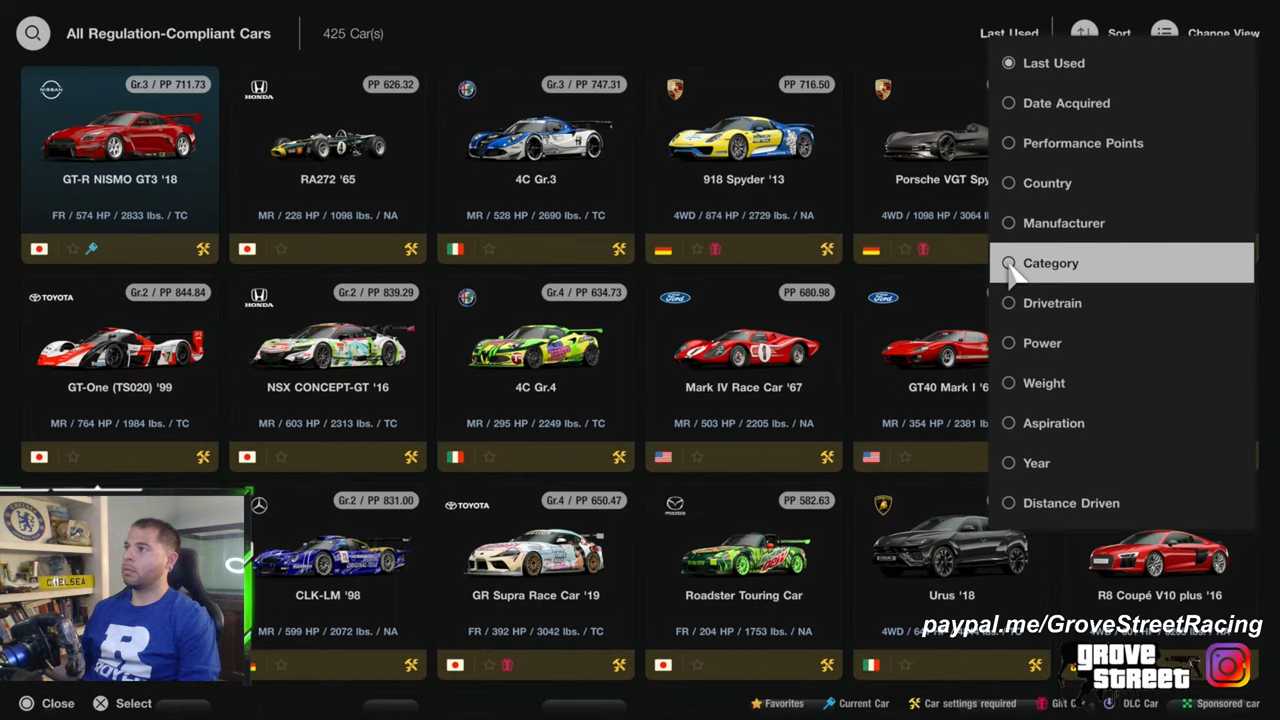 All Regulation-Compliant Cars
425 Car(s)
Last Used
Sort
Change View
Last Used
Date Acquired
Performance Points
Country
Manufacturer
Category
Drivetrain
Power
Weight
Aspiration
Year
Distance Driven
Gr.3 / PP 711.73
GT-R NISMO GT3 '18
FR / 574 HP / 2833 lbs. / TC
HONDA
PP 626.32
RA272 '65
MR / 228 HP / 1098 lbs. / NA
Gr.3 / PP 747.31
4C Gr.3
MR / 528 HP / 2690 lbs. / TC
PP 716.50
918 Spyder '13
4WD / 874 HP / 2729 lbs. / NA
Porsche VGT Spy
4WD / 1098 HP / 3064
TOYOTA
Gr.2 / PP 844.84
GT-One (TS020) '99
MR / 764 HP / 1984 lbs. / TC
HONDA
Gr.2 / PP 839.29
NSX CONCEPT-GT '16
MR / 603 HP / 2313 lbs. / TC
Gr.4 / PP 634.73
4C Gr.4
MR / 295 HP / 2249 lbs. / TC
Ford
PP 680.98
Mark IV Race Car '67
MR / 503 HP / 2205 lbs. / NA
Ford
GT40 Mark I '6
MR / 354 HP / 2381
Gr.2 / PP 831.00
CLK-LM '98
MR / 599 HP / 2072 lbs. / NA
TOYOTA
Gr.4 / PP 650.47
GR Supra Race Car '19
FR / 392 HP / 3042 lbs. / TC
mazda
PP 582.63
Roadster Touring Car
FR / 204 HP / 1753 lbs. / NA
Urus '18
R8 Coupé V10 plus '16
CHELSEA
R
ROVER
paypal.me/GroveStreetRacing
grove
street
Close
Select
Favorites
Current Car
Car settings required
DLC Car
Sponsored car